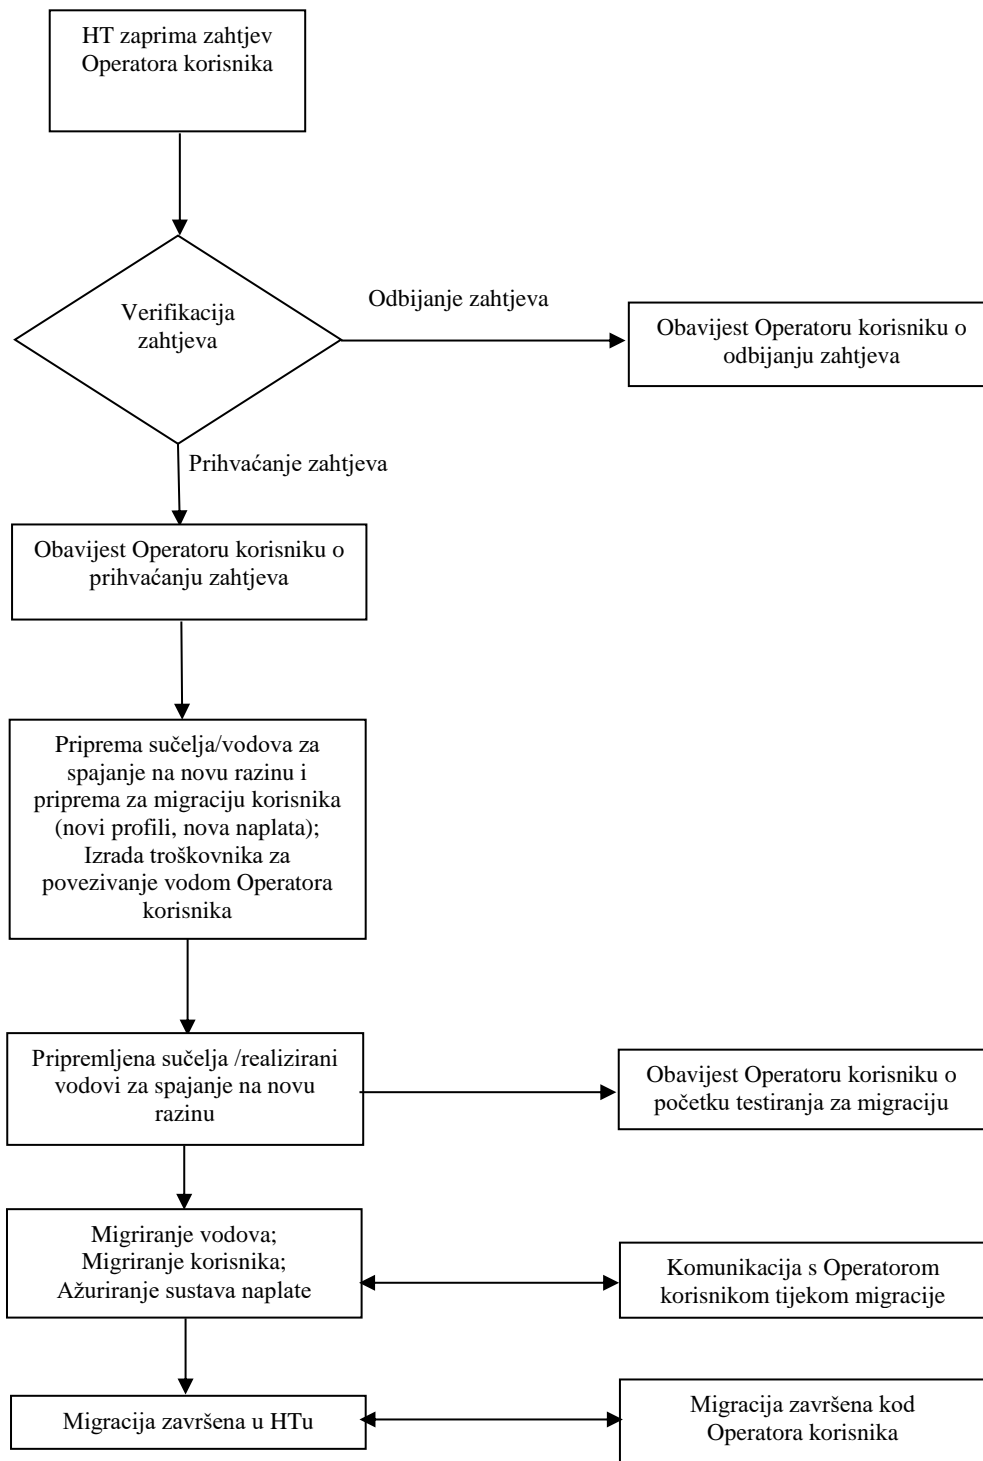 HT zaprima zahtjev
Operatora korisnika
Verifikacija
zahtjeva
Odbijanje zahtjeva
Obavijest Operatoru korisniku o
odbijanju zahtjeva
Prihvaćanje zahtjeva
Obavijest Operatoru korisniku o
prihvaćanju zahtjeva
Priprema sučelja/vodova za
spajanje na novu razinu i
priprema za migraciju korisnika
(novi profili, nova naplata);
Izrada troškovnika za
povezivanje vodom Operatora
korisnika
Pripremljena sučelja /realizirani
vodovi za spajanje na novu
razinu
Obavijest Operatoru korisniku o
početku testiranja za migraciju
Migriranje vodova;
Migriranje korisnika;
Ažuriranje sustava naplate
Komunikacija s Operatorom
korisnikom tijekom migracije
Migracija završena u HTu
Migracija završena kod
Operatora korisnika